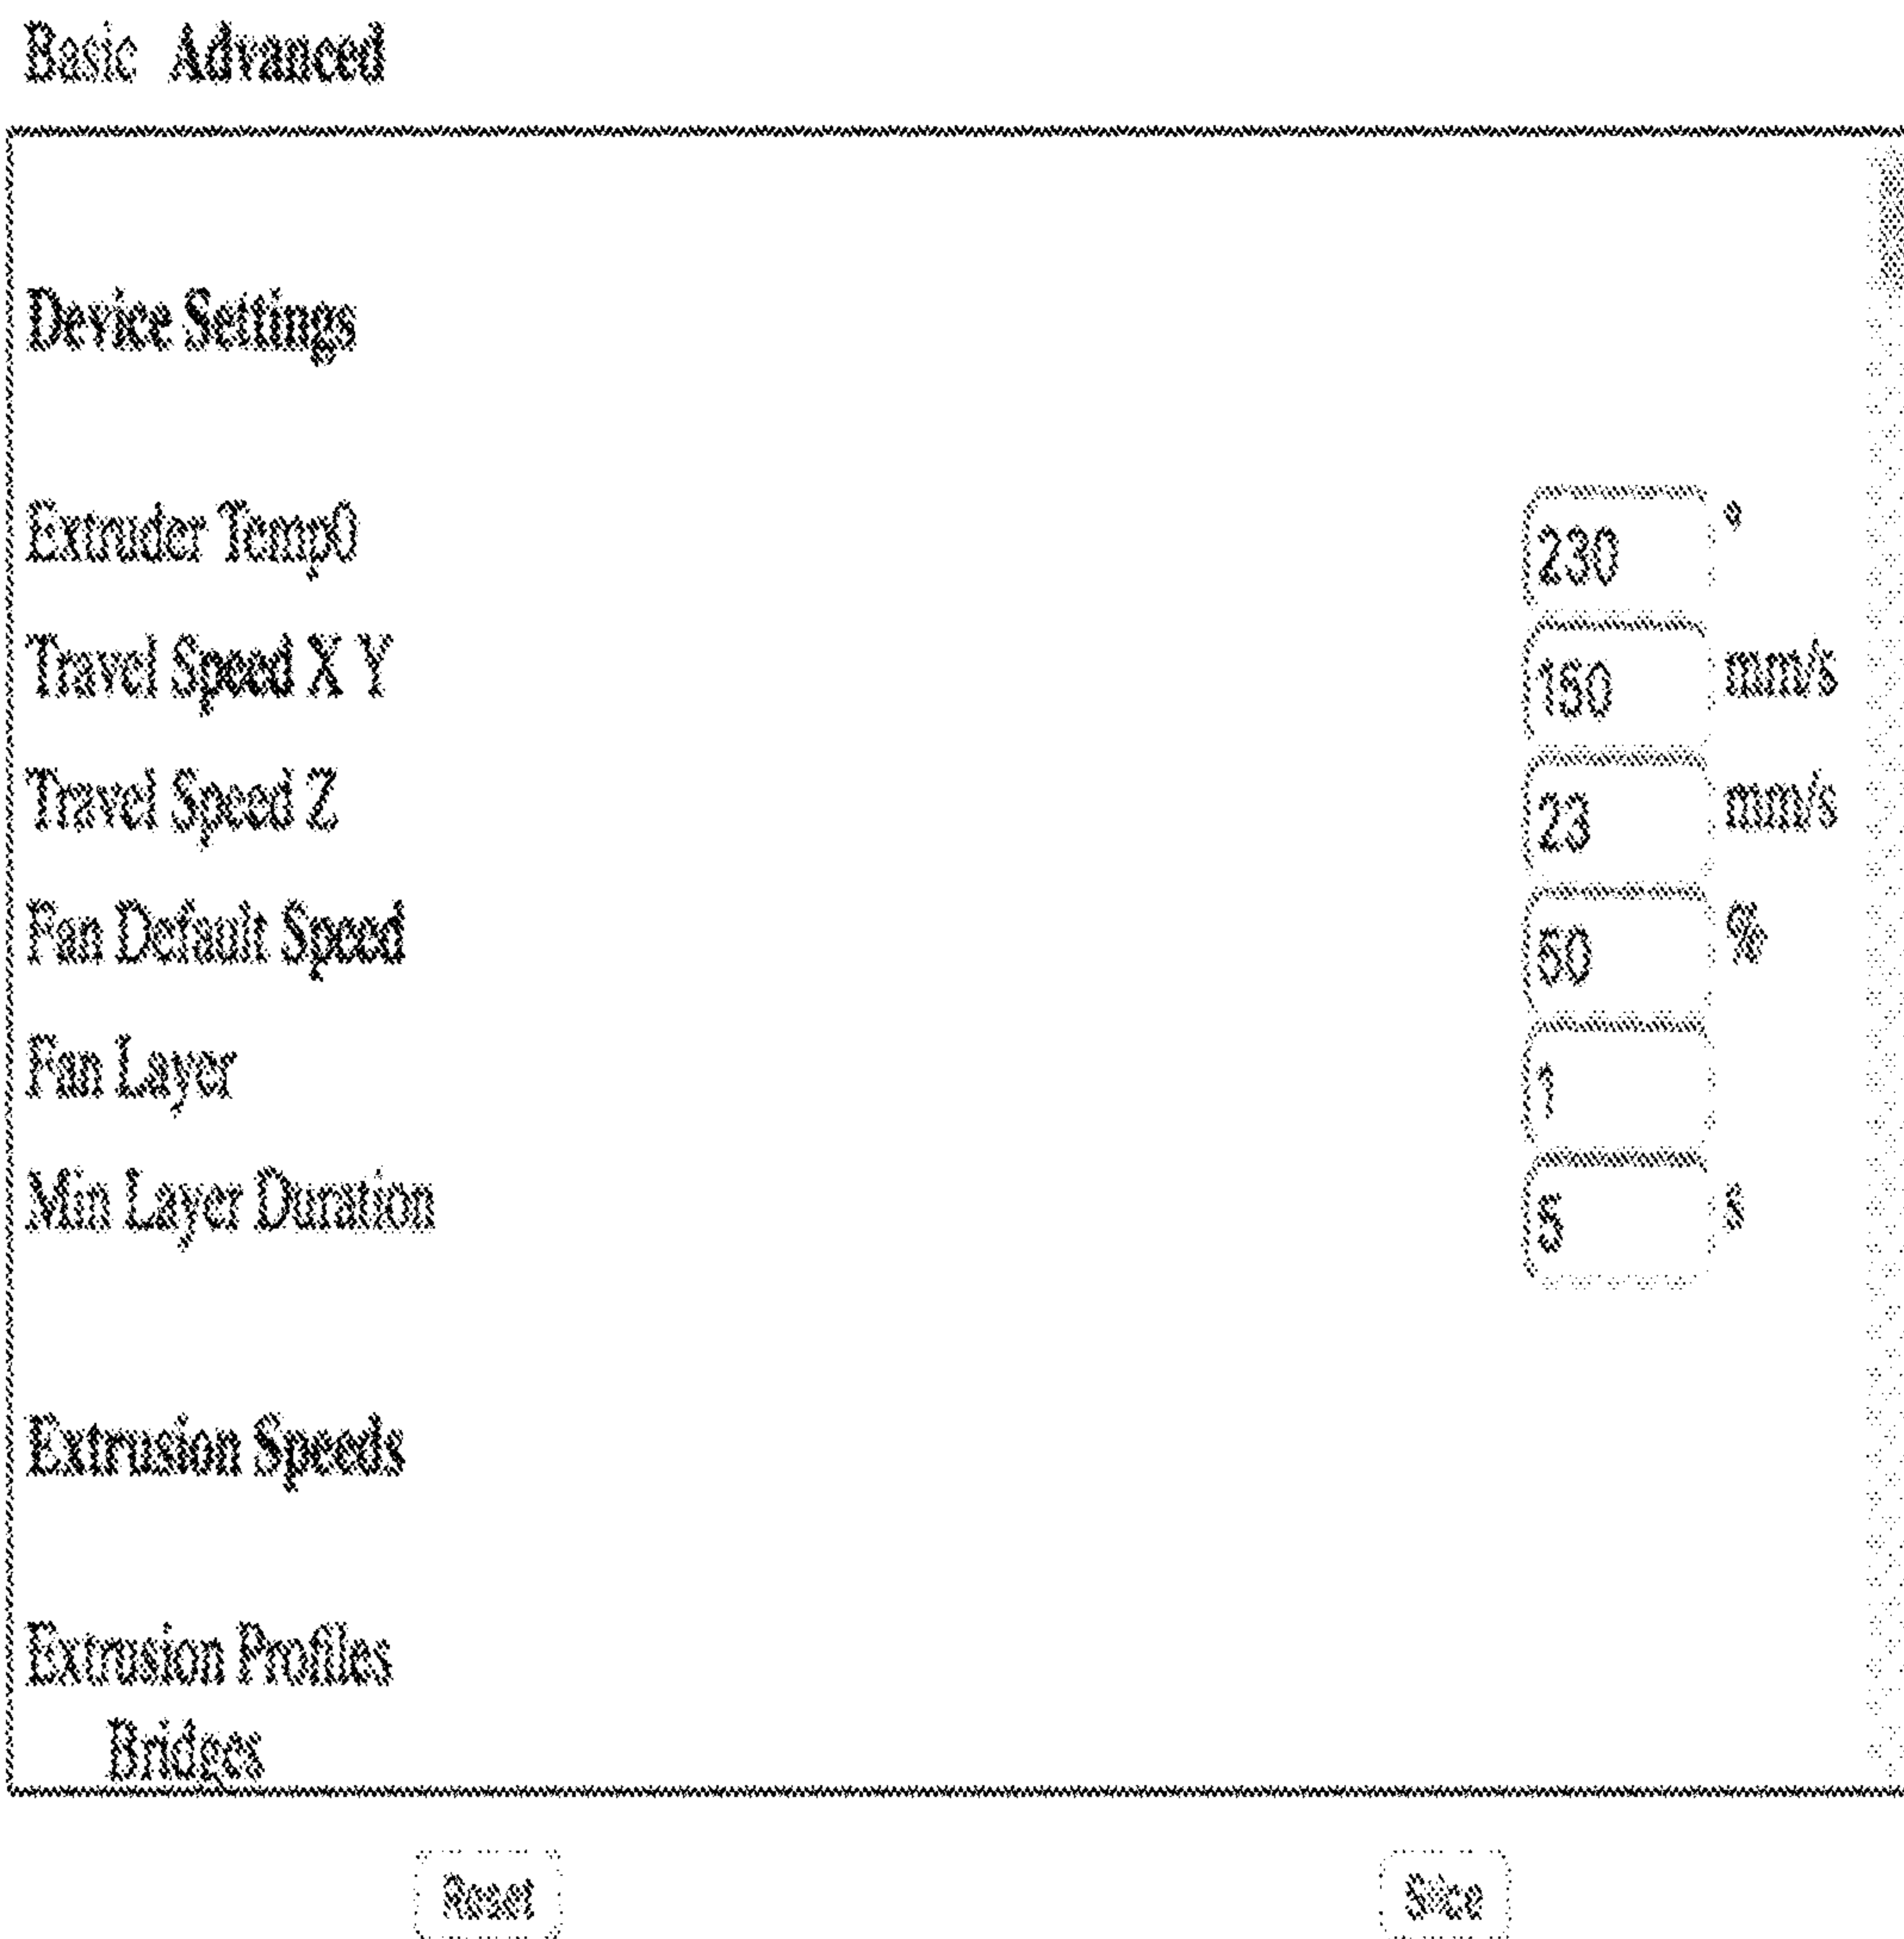 Basic Advanced
Device Settings
Extruder Temp0 230 °
Travel Speed X Y 150 mm/s
Travel Speed Z 23 mm/s
Fan Default Speed 50 %
Fan Layer 1
Min Layer Duration 5 s
Extrusion Speeds
Extrusion Profiles
Bridges
Reset Slice